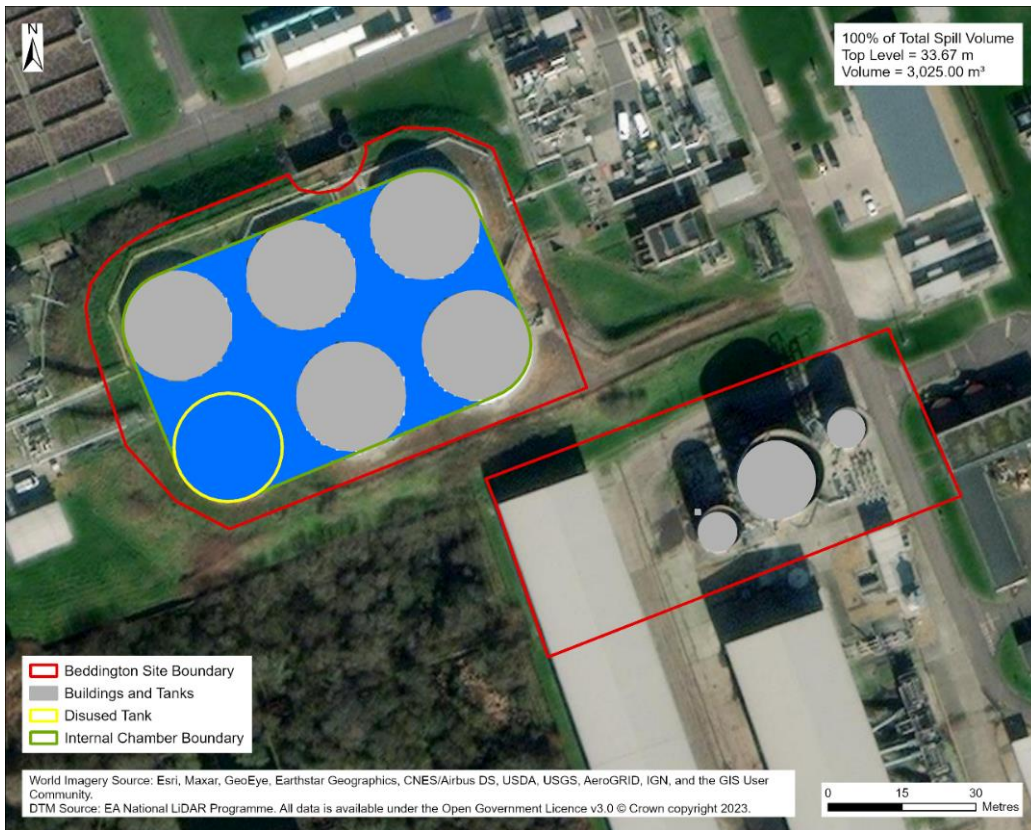 N
100% of Total Spill Volume
Top Level = 33.67 m
Volume = 3,025.00 m³
Beddington Site Boundary
Buildings and Tanks
Disused Tank
Internal Chamber Boundary
World Imagery Source: Esri, Maxar, GeoEye, Earthstar Geographics, CNES/Airbus DS, USDA, USGS, AeroGRID, IGN, and the GIS User
Community.
DTM Source: EA National LiDAR Programme. All data is available under the Open Government Licence v3.0 © Crown copyright 2023.
0 15 30
Metres